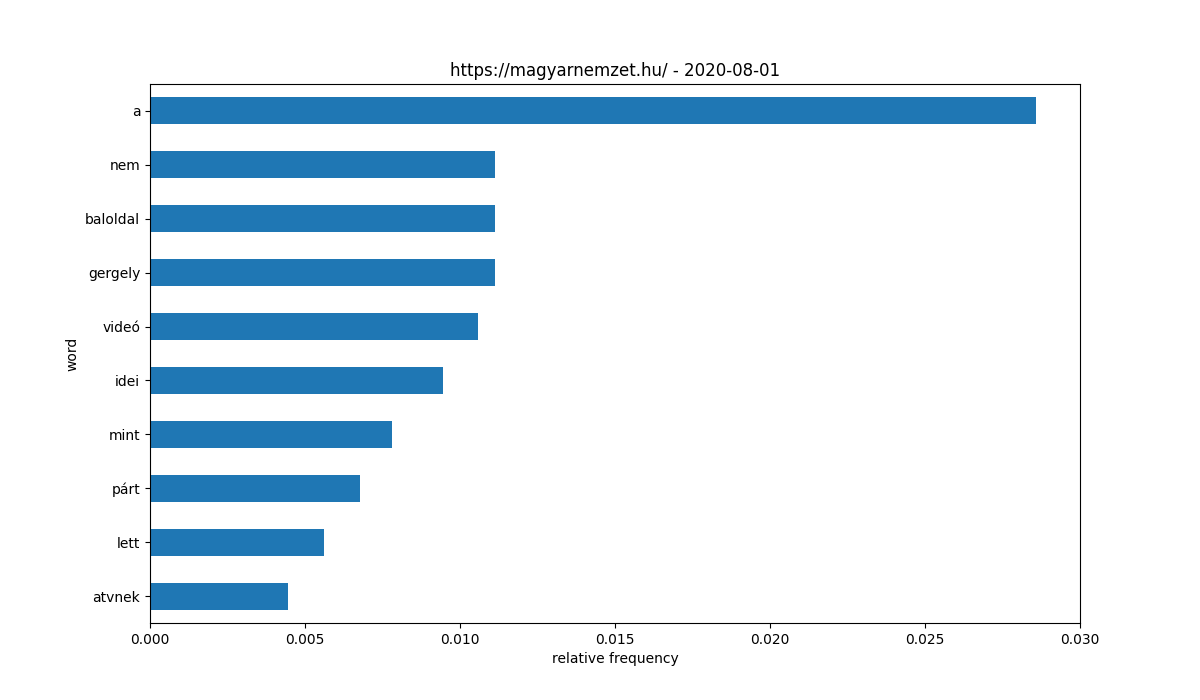 https://magyarnemzet.hu/ - 2020-08-01
a
nem
baloldal
gergely
videó
idei
mint
párt
lett
atvnek
word
0.000 0.005 0.010 0.015 0.020 0.025 0.030
relative frequency